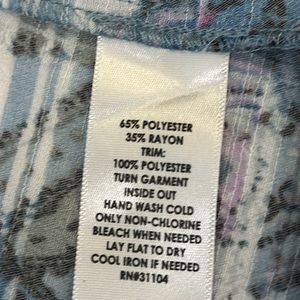 65% POLYESTER
35% RAYON
TRIM:
100% POLYESTER
TURN GARMENT
INSIDE OUT
HAND WASH COLD
ONLY NON-CHLORINE
BLEACH WHEN NEEDED
LAY FLAT TO DRY
COOL IRON IF NEEDED
RN#31104